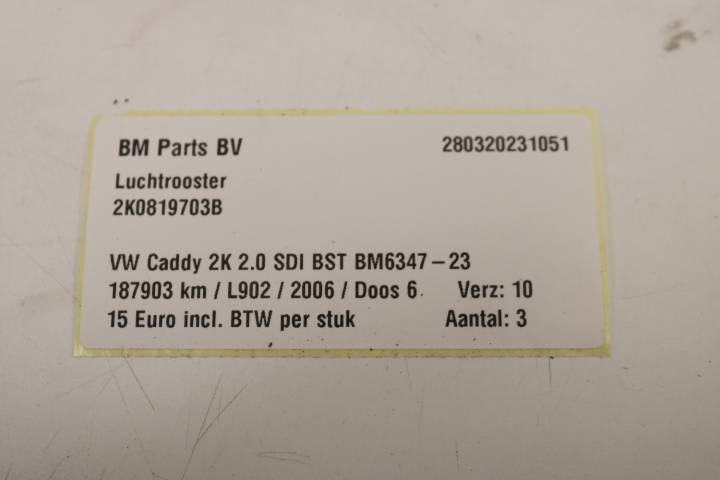 BM Parts BV 280320231051
Luchtrooster
2K0819703B
VW Caddy 2K 2.0 SDI BST BM6347-23
187903 km / L902 / 2006 / Doos 6 Verz: 10
15 Euro incl. BTW per stuk Aantal: 3